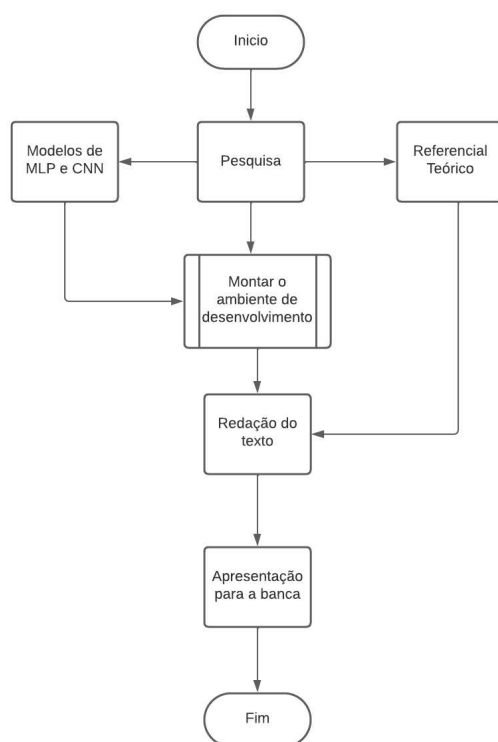 Inicio
Modelos de
MLP e CNN
Pesquisa
Referencial
Teórico
Montar o
ambiente de
desenvolvimento
Redação do
texto
Apresentação
para a banca
Fim